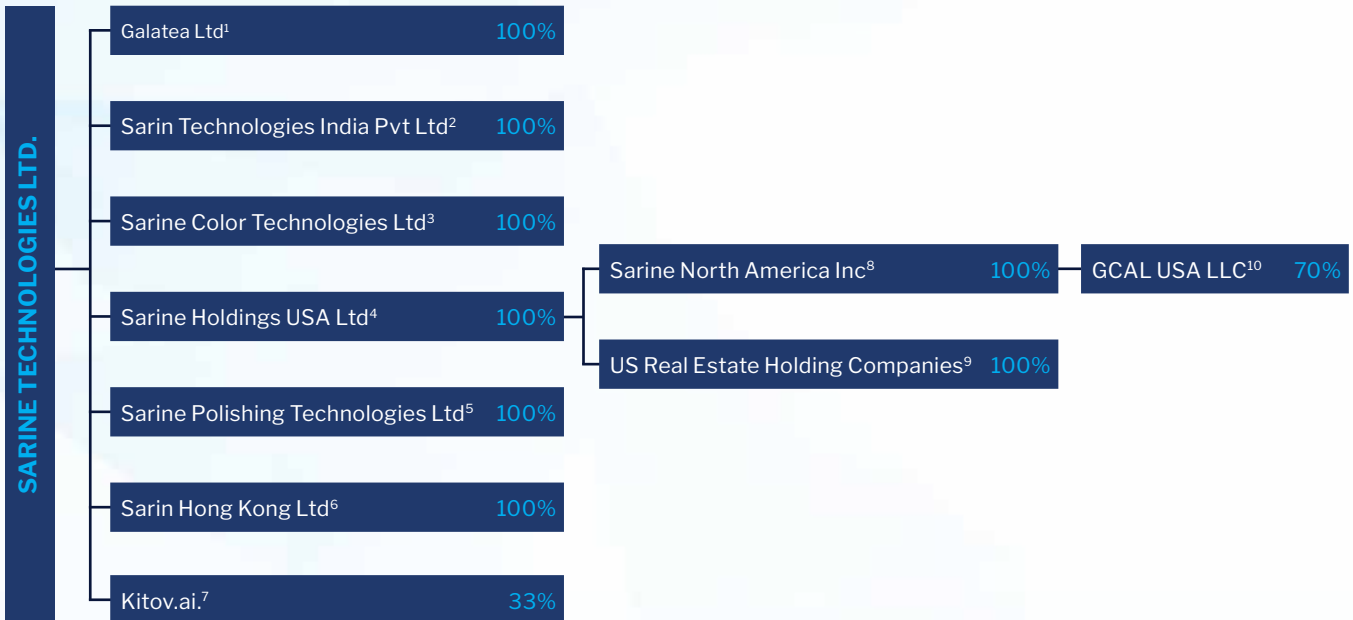 SARINE TECHNOLOGIES LTD.
Galatea Ltd¹ 100%
Sarin Technologies India Pvt Ltd² 100%
Sarine Color Technologies Ltd³ 100%
Sarine Holdings USA Ltd⁴ 100%
Sarine Polishing Technologies Ltd⁵ 100%
Sarin Hong Kong Ltd⁶ 100%
Kitov.ai.⁷ 33%
Sarine North America Inc⁸ 100%
US Real Estate Holding Companies⁹ 100%
GCAL USA LLC¹⁰ 70%